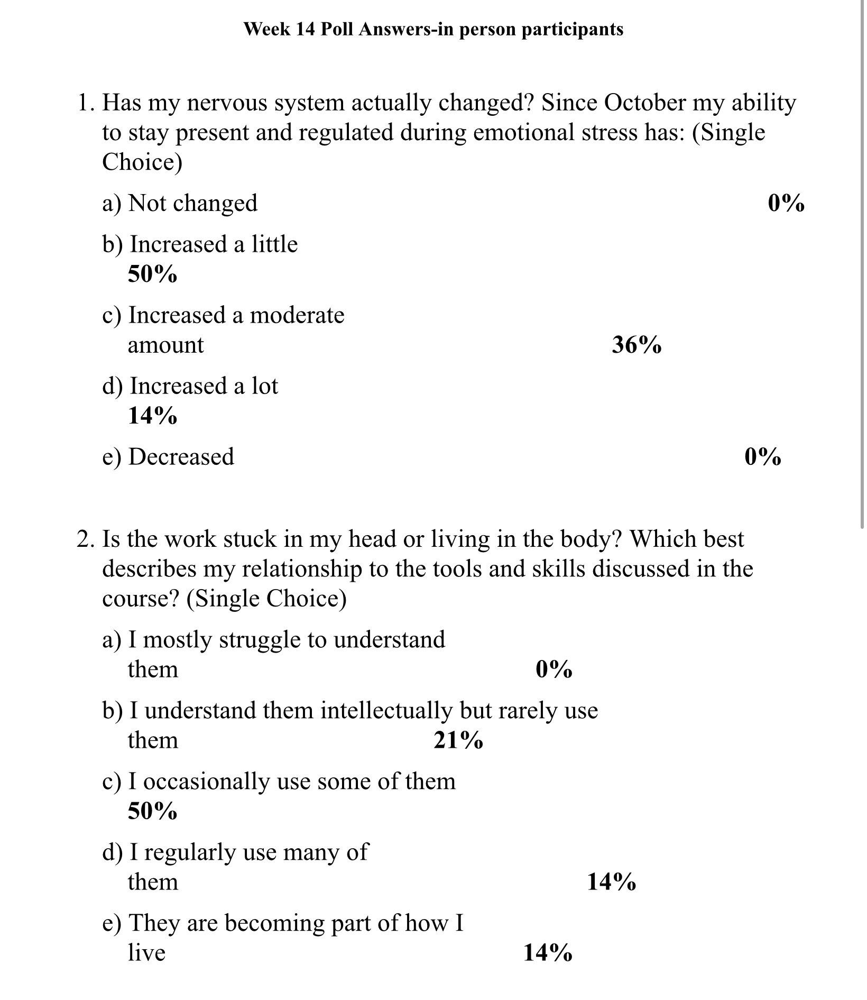 Week 14 Poll Answers-in person participants
1. Has my nervous system actually changed? Since October my ability
to stay present and regulated during emotional stress has: (Single
Choice)
a) Not changed 0%
b) Increased a little
50%
c) Increased a moderate
amount 36%
d) Increased a lot
14%
e) Decreased 0%
2. Is the work stuck in my head or living in the body? Which best
describes my relationship to the tools and skills discussed in the
course? (Single Choice)
a) I mostly struggle to understand
them 0%
b) I understand them intellectually but rarely use
them 21%
c) I occasionally use some of them
50%
d) I regularly use many of
them 14%
e) They are becoming part of how I
live 14%